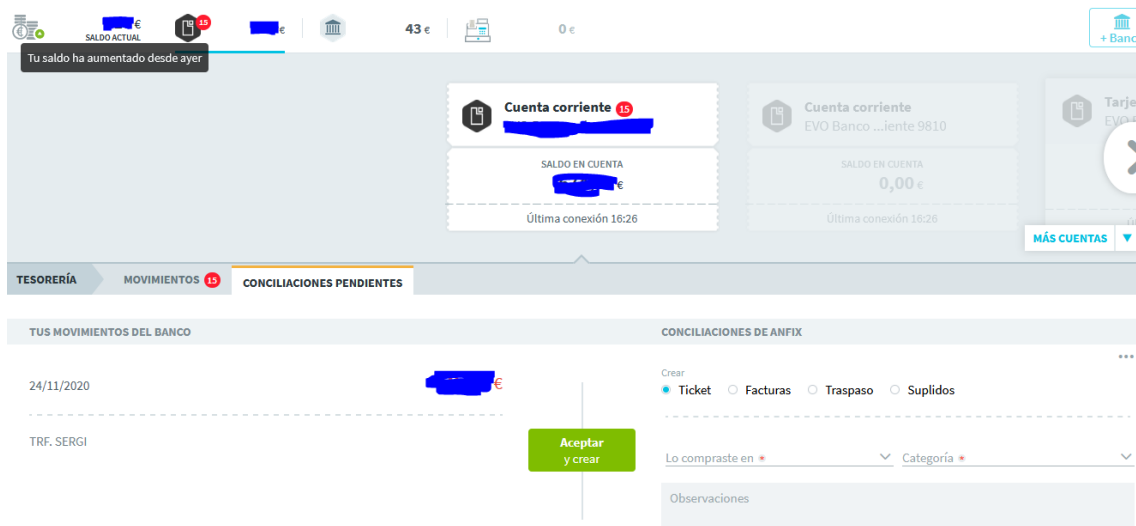 € 15 € 43 € 0 €
SALDO ACTUAL
+ Banc
Tu saldo ha aumentado desde ayer
Cuenta corriente 15
SALDO EN CUENTA
€
Última conexión 16:26
Cuenta corriente
EVO Banco ...iente 9810
SALDO EN CUENTA
0,00 €
Última conexión 16:26
Tarje
EVO
MÁS CUENTAS
TESORERÍA MOVIMIENTOS 15 CONCILIACIONES PENDIENTES
TUS MOVIMIENTOS DEL BANCO
24/11/2020 €
TRF. SERGI
Aceptar
y crear
CONCILIACIONES DE ANFIX
Crear
Ticket Facturas Traspaso Suplidos
Lo compraste en * Categoría *
Observaciones